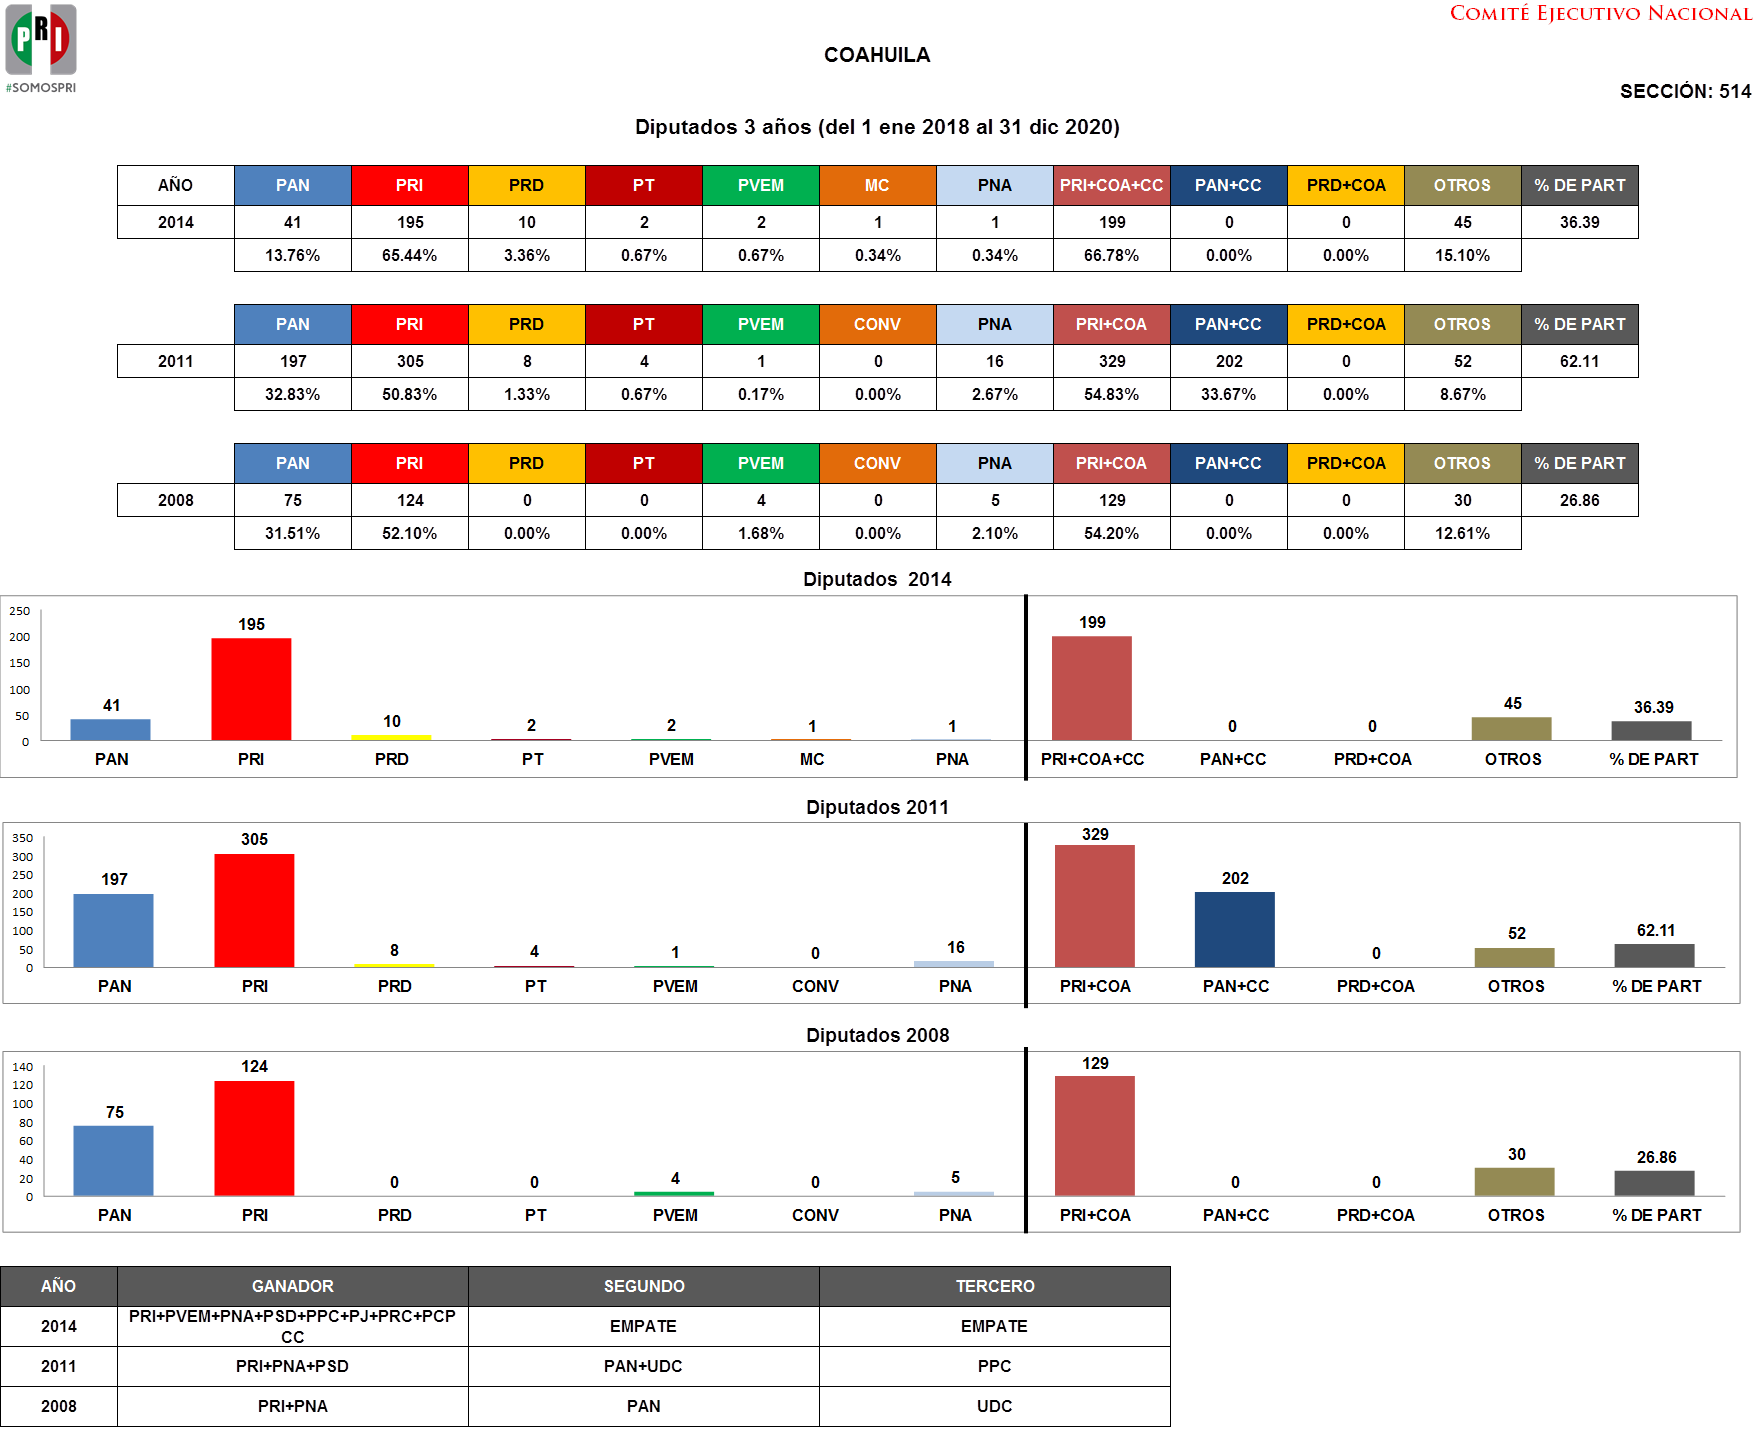 PRI
#SOMOSPRI
COMITÉ EJECUTIVO NACIONAL
COAHUILA
SECCIÓN: 514
Diputados 3 años (del 1 ene 2018 al 31 dic 2020)
AÑO PAN PRI PRD PT PVEM MC PNA PRI+COA+CC PAN+CC PRD+COA OTROS % DE PART
2014 41 195 10 2 2 1 1 199 0 0 45 36.39
13.76% 65.44% 3.36% 0.67% 0.67% 0.34% 0.34% 66.78% 0.00% 0.00% 15.10%
PAN PRI PRD PT PVEM CONV PNA PRI+COA PAN+CC PRD+COA OTROS % DE PART
2011 197 305 8 4 1 0 16 329 202 0 52 62.11
32.83% 50.83% 1.33% 0.67% 0.17% 0.00% 2.67% 54.83% 33.67% 0.00% 8.67%
PAN PRI PRD PT PVEM CONV PNA PRI+COA PAN+CC PRD+COA OTROS % DE PART
2008 75 124 0 0 4 0 5 129 0 0 30 26.86
31.51% 52.10% 0.00% 0.00% 1.68% 0.00% 2.10% 54.20% 0.00% 0.00% 12.61%
Diputados 2014
250
200
150
100
50
0
41 195 10 2 2 1 1 199 0 0 45 36.39
PAN PRI PRD PT PVEM MC PNA PRI+COA+CC PAN+CC PRD+COA OTROS % DE PART
Diputados 2011
350
300
250
200
150
100
50
0
197 305 8 4 1 0 16 329 202 0 52 62.11
PAN PRI PRD PT PVEM CONV PNA PRI+COA PAN+CC PRD+COA OTROS % DE PART
Diputados 2008
140
120
100
80
60
40
20
0
75 124 0 0 4 0 5 129 0 0 30 26.86
PAN PRI PRD PT PVEM CONV PNA PRI+COA PAN+CC PRD+COA OTROS % DE PART
AÑO GANADOR SEGUNDO TERCERO
2014 PRI+PVEM+PNA+PSD+PPC+PJ+PRC+PCP EMPATE EMPATE
CC
2011 PRI+PNA+PSD PAN+UDC PPC
2008 PRI+PNA PAN UDC